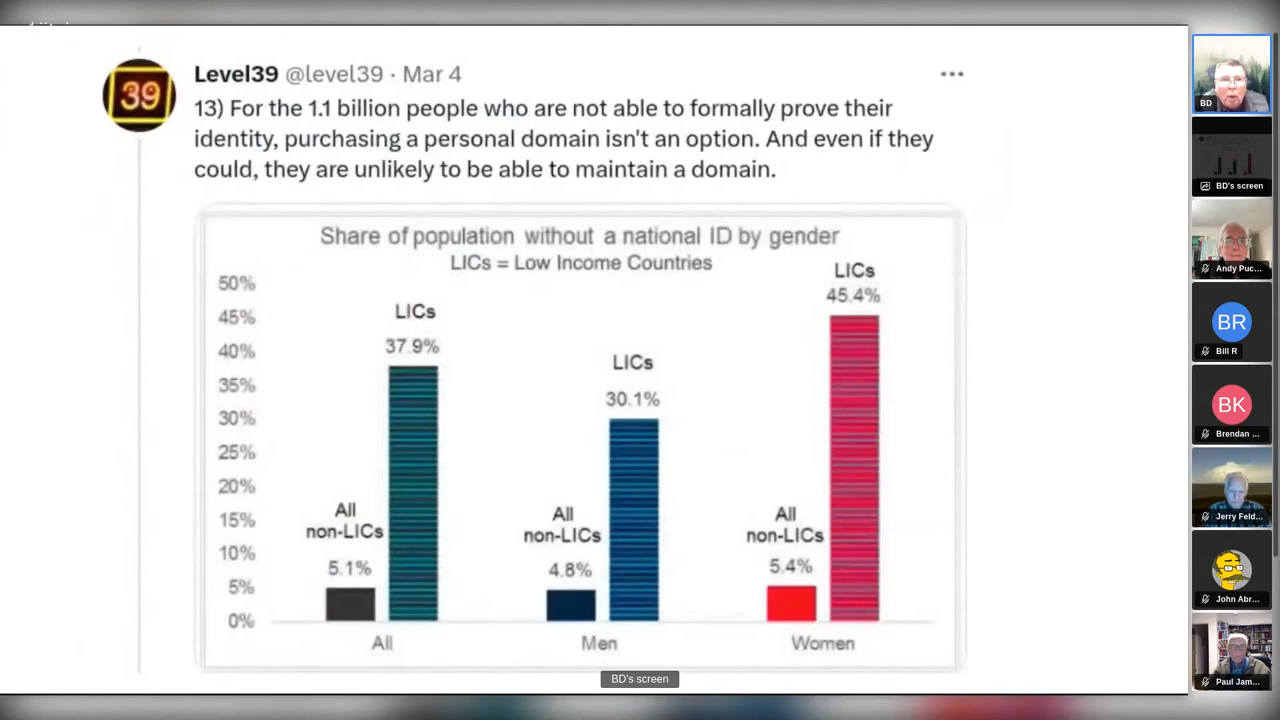 39
Level39 @level39 · Mar 4
13) For the 1.1 billion people who are not able to formally prove their
identity, purchasing a personal domain isn't an option. And even if they
could, they are unlikely to be able to maintain a domain.
Share of population without a national ID by gender
LICs = Low Income Countries
50%
45%
40%
35%
30%
25%
20%
15%
10%
5%
0%
All
non-LICs
5.1%
LICs
37.9%
All
All
non-LICs
4.8%
LICs
30.1%
Men
All
non-LICs
5.4%
LICs
45.4%
Women
BD's screen
BD
BD's screen
Andy Puc...
BR
Bill R
BK
Brendan ...
Jerry Feld...
John Abr...
Paul Jam...